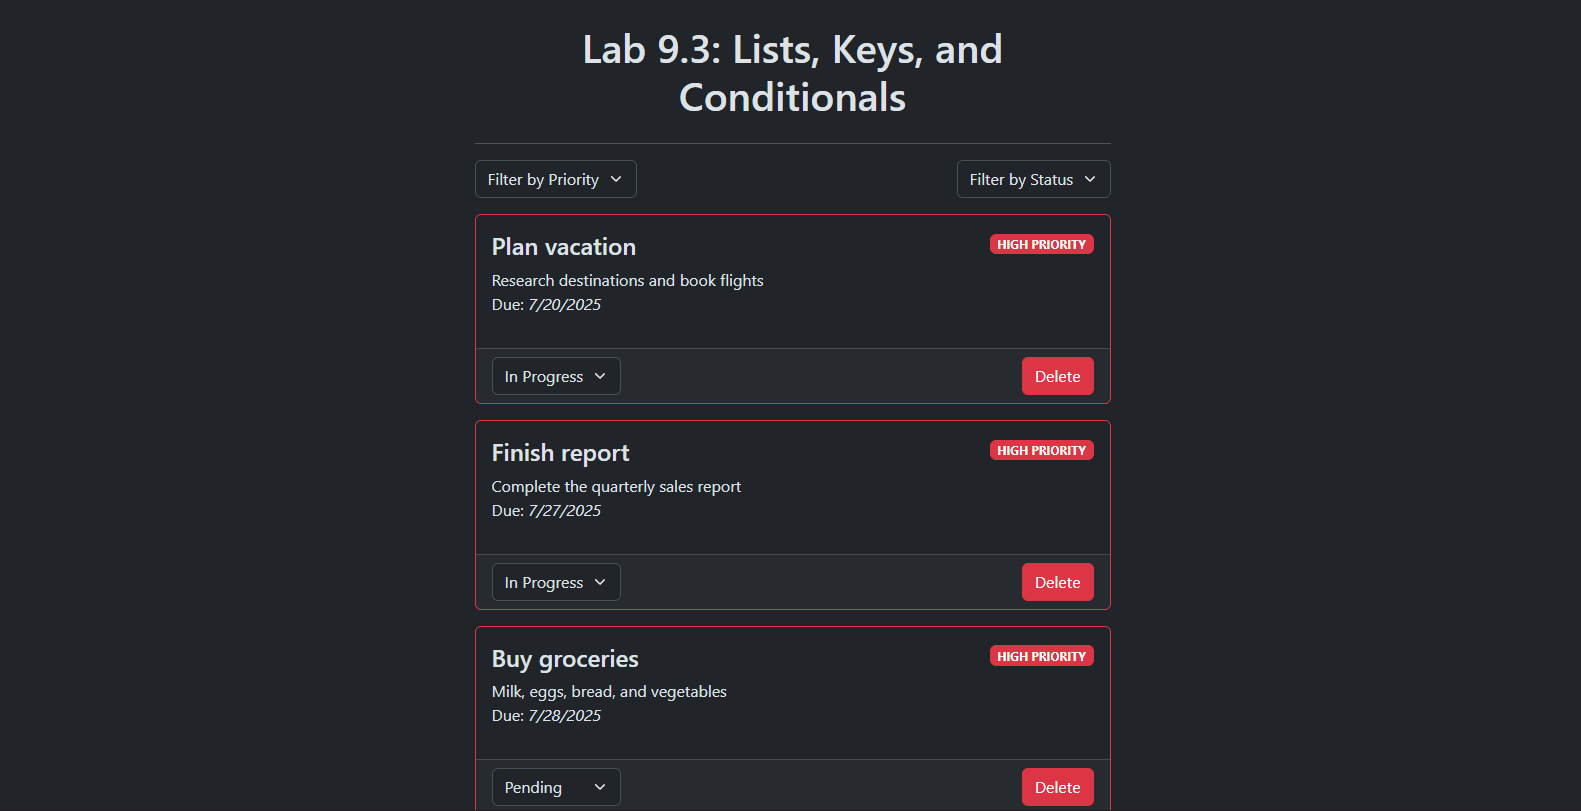 Lab 9.3: Lists, Keys, and
Conditionals
Filter by Priority
Filter by Status
Plan vacation
HIGH PRIORITY
Research destinations and book flights
Due: 7/20/2025
In Progress
Delete
Finish report
HIGH PRIORITY
Complete the quarterly sales report
Due: 7/27/2025
In Progress
Delete
Buy groceries
HIGH PRIORITY
Milk, eggs, bread, and vegetables
Due: 7/28/2025
Pending
Delete